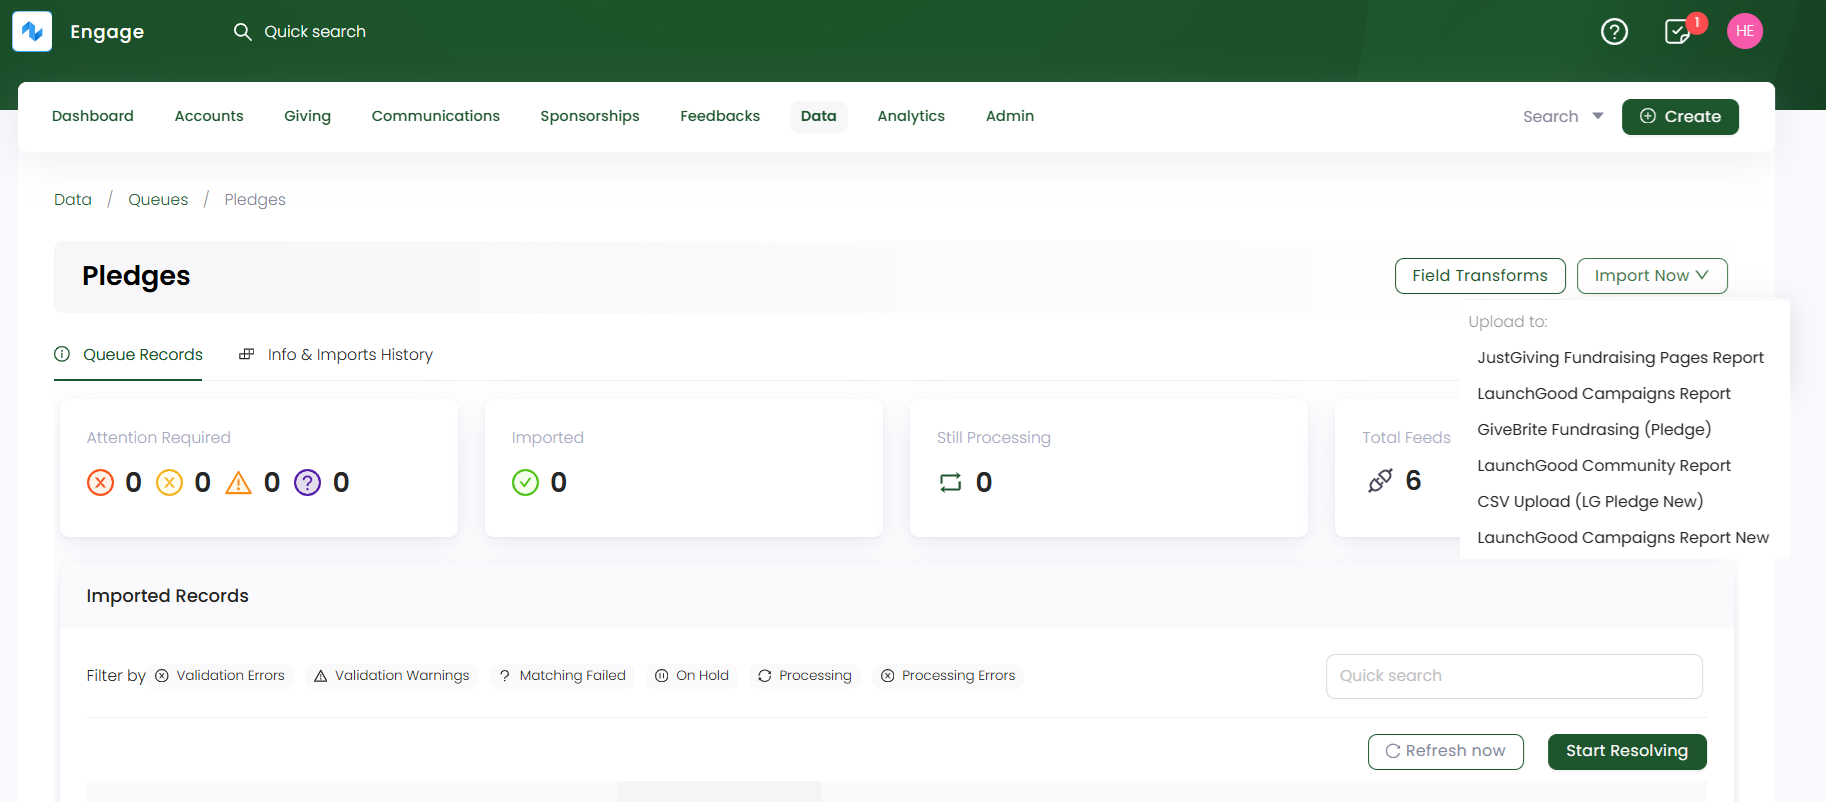 Engage
Quick search
1
HE
Dashboard Accounts Giving Communications Sponsorships Feedbacks Data Analytics Admin
Search
Create
Data / Queues / Pledges
Pledges
Field Transforms
Import Now
Upload to:
JustGiving Fundraising Pages Report
LaunchGood Campaigns Report
GiveBrite Fundrasing (Pledge)
LaunchGood Community Report
CSV Upload (LG Pledge New)
LaunchGood Campaigns Report New
Queue Records
Info & Imports History
Attention Required
0 0 0 0
Imported
0
Still Processing
0
Total Feeds
6
Imported Records
Filter by Validation Errors Validation Warnings Matching Failed On Hold Processing Processing Errors
Quick search
Refresh now
Start Resolving